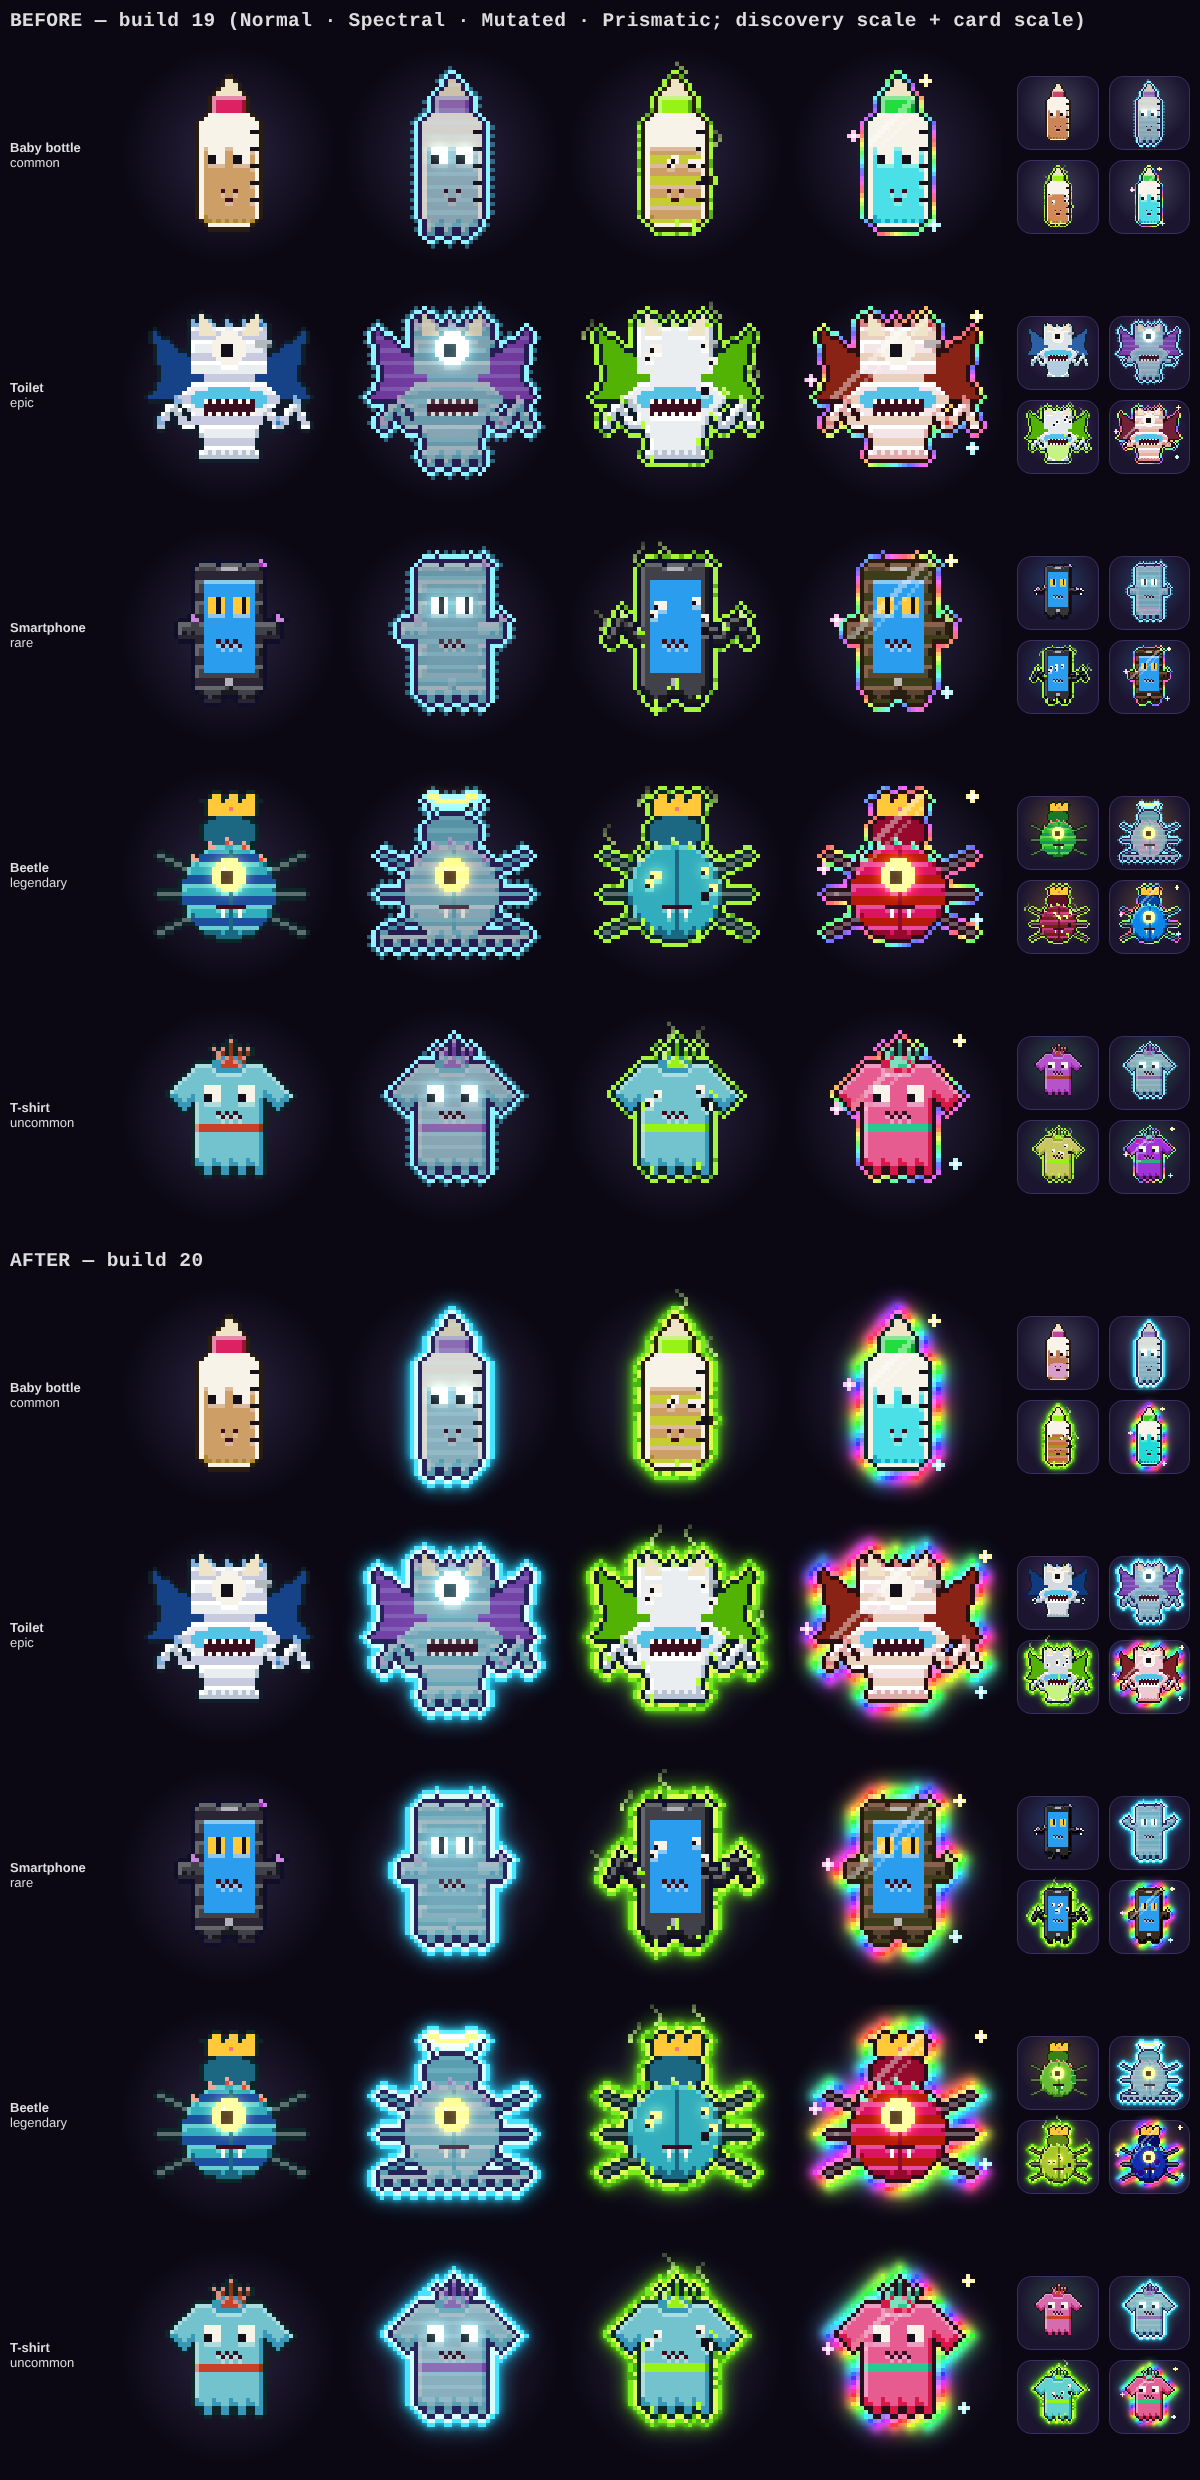 BEFORE — build 19 (Normal · Spectral · Mutated · Prismatic; discovery scale + card scale)
Baby bottle
common
Toilet
epic
Smartphone
rare
Beetle
legendary
T-shirt
uncommon
AFTER — build 20
Baby bottle
common
Toilet
epic
Smartphone
rare
Beetle
legendary
T-shirt
uncommon